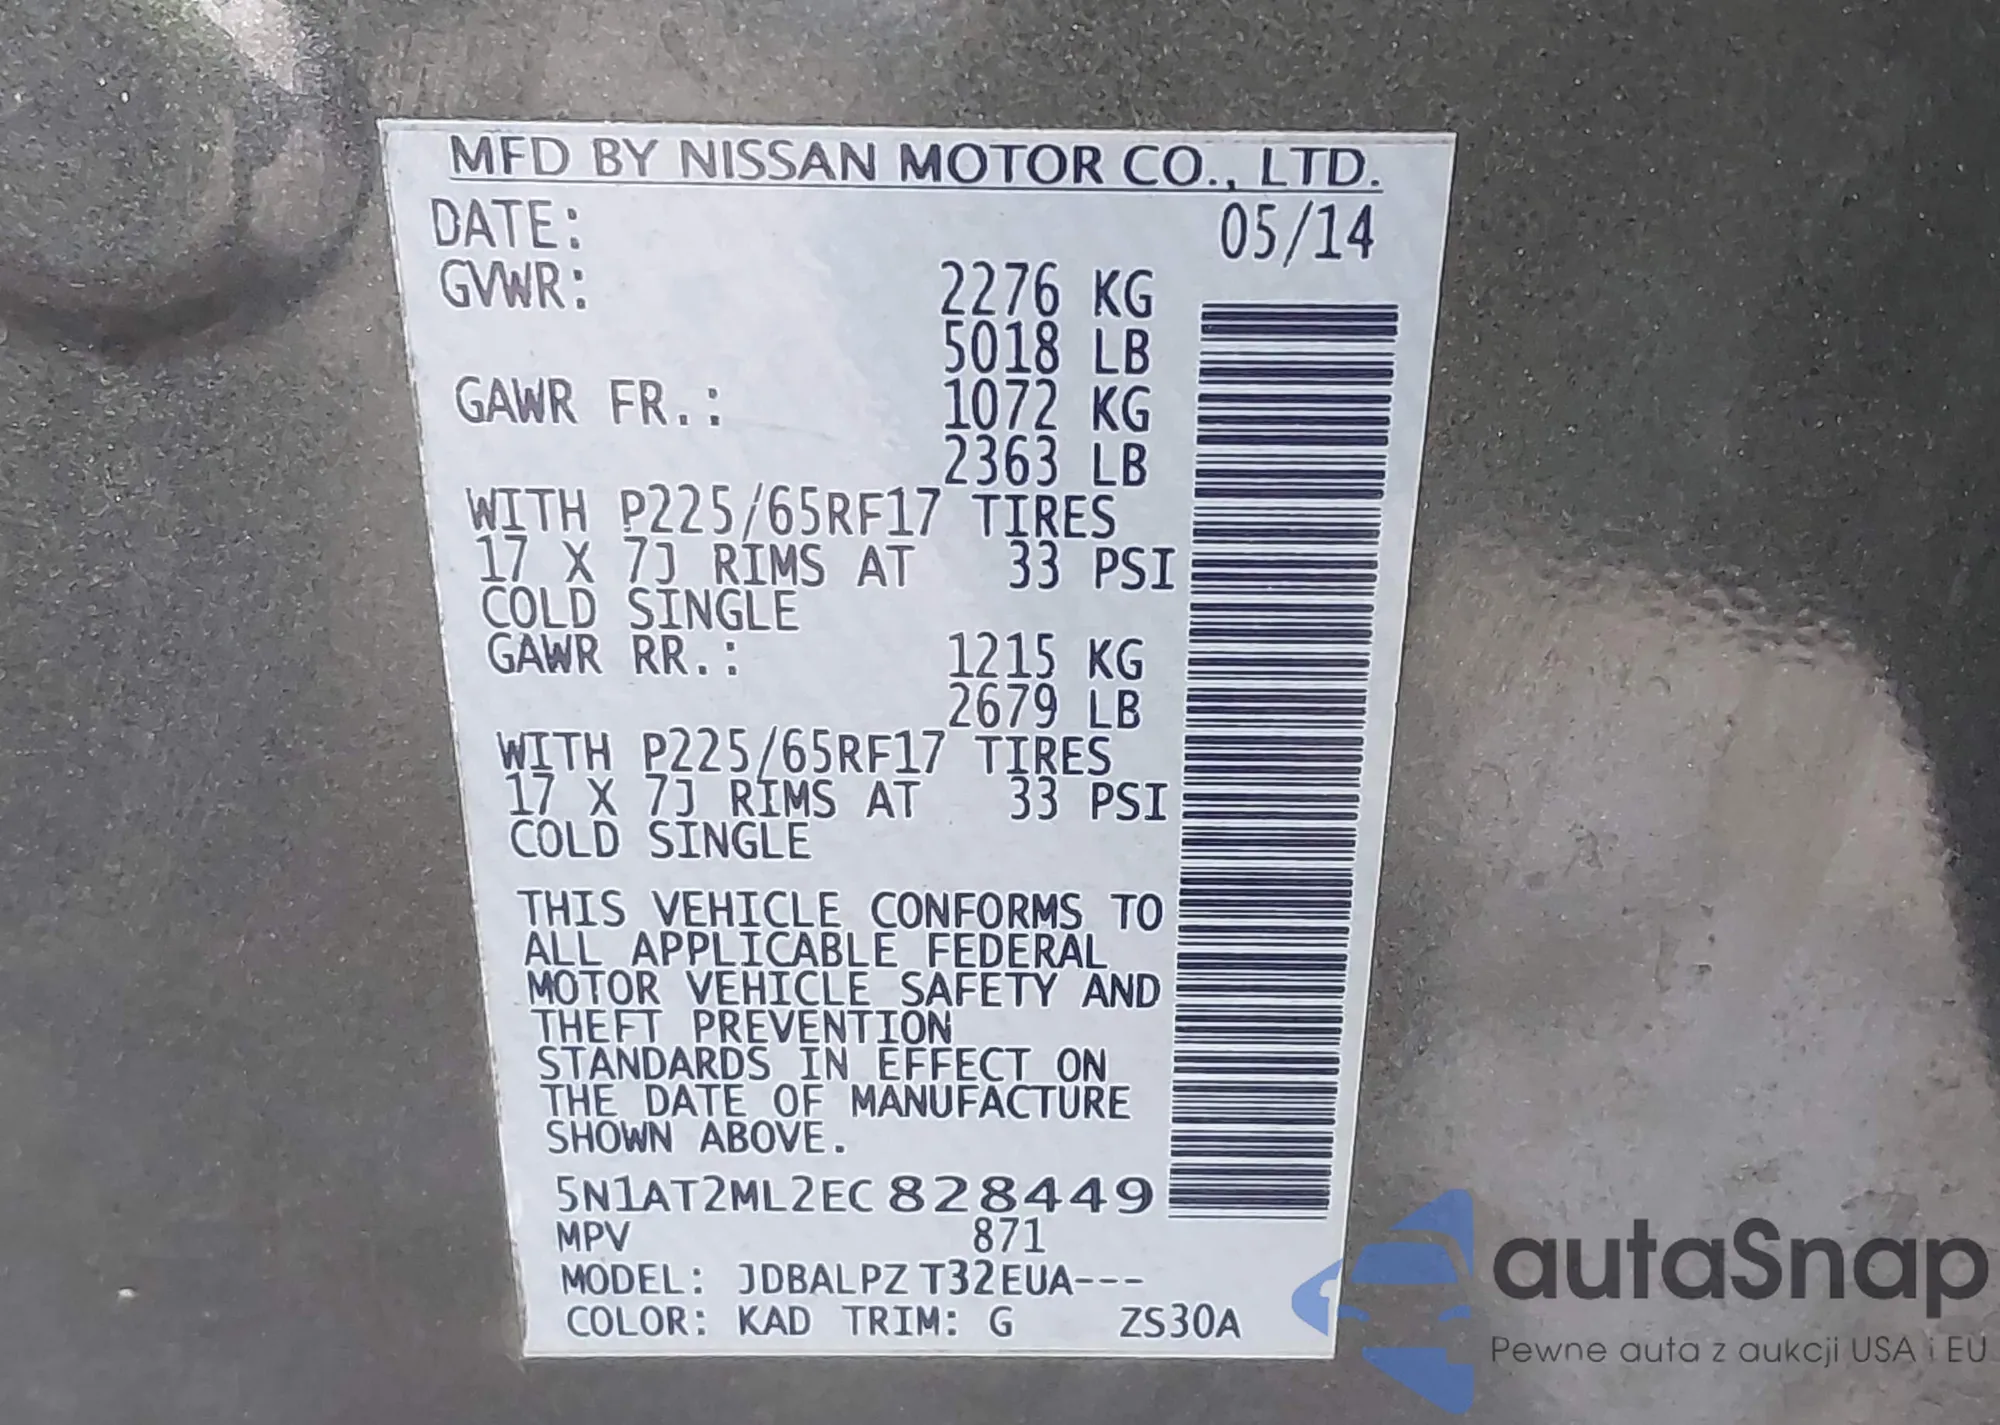 MFD BY NISSAN MOTOR CO., LTD.
DATE: 05/14
GVWR: 2276 KG
5018 LB
GAWR FR.: 1072 KG
2363 LB
WITH P225/65RF17 TIRES
17 X 7J RIMS AT 33 PSI
COLD SINGLE
GAWR RR.: 1215 KG
2679 LB
WITH P225/65RF17 TIRES
17 X 7J RIMS AT 33 PSI
COLD SINGLE
THIS VEHICLE CONFORMS TO
ALL APPLICABLE FEDERAL
MOTOR VEHICLE SAFETY AND
THEFT PREVENTION
STANDARDS IN EFFECT ON
THE DATE OF MANUFACTURE
SHOWN ABOVE.
5N1AT2ML2EC828449
MPV 871
MODEL: JDBALPZ T32EUA---
COLOR: KAD TRIM: G ZS30A
autaSnap
Pewne auta z aukcji USA i EU